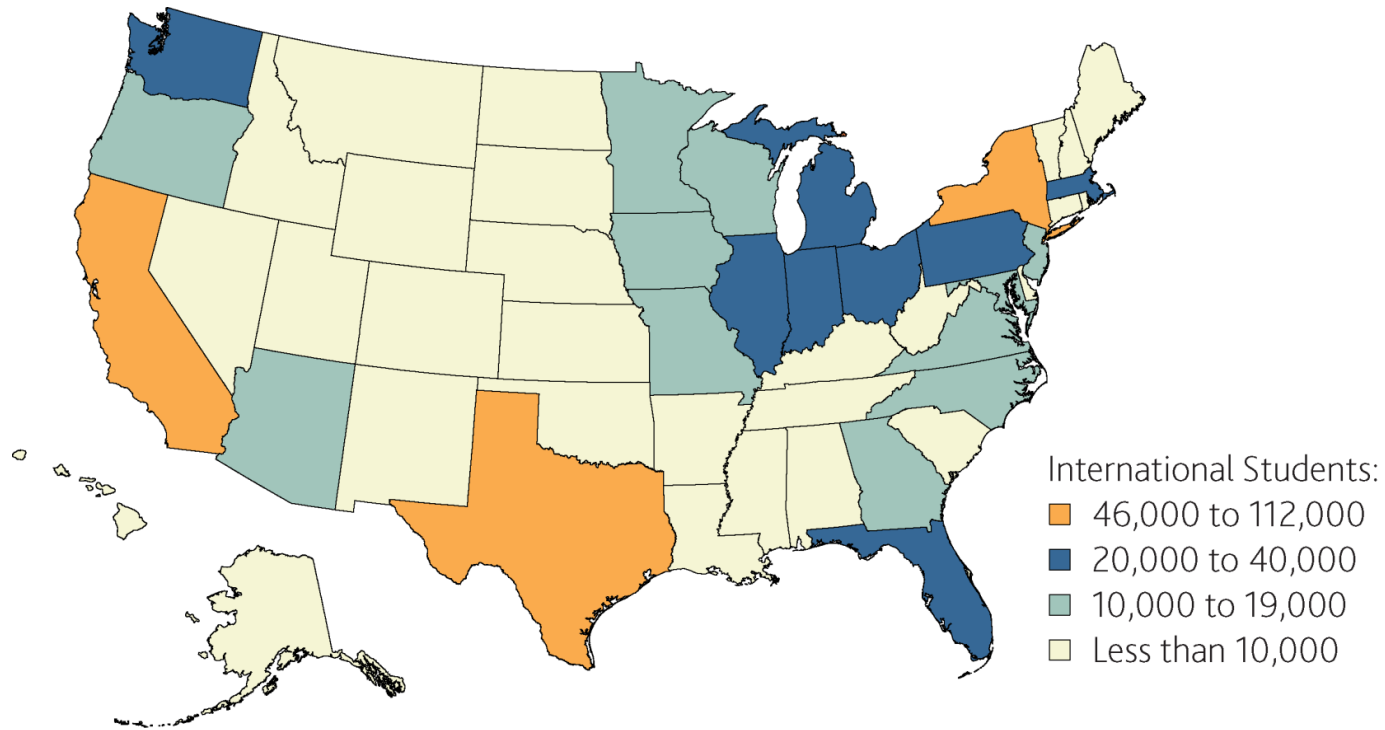 International Students:
46,000 to 112,000
20,000 to 40,000
10,000 to 19,000
Less than 10,000